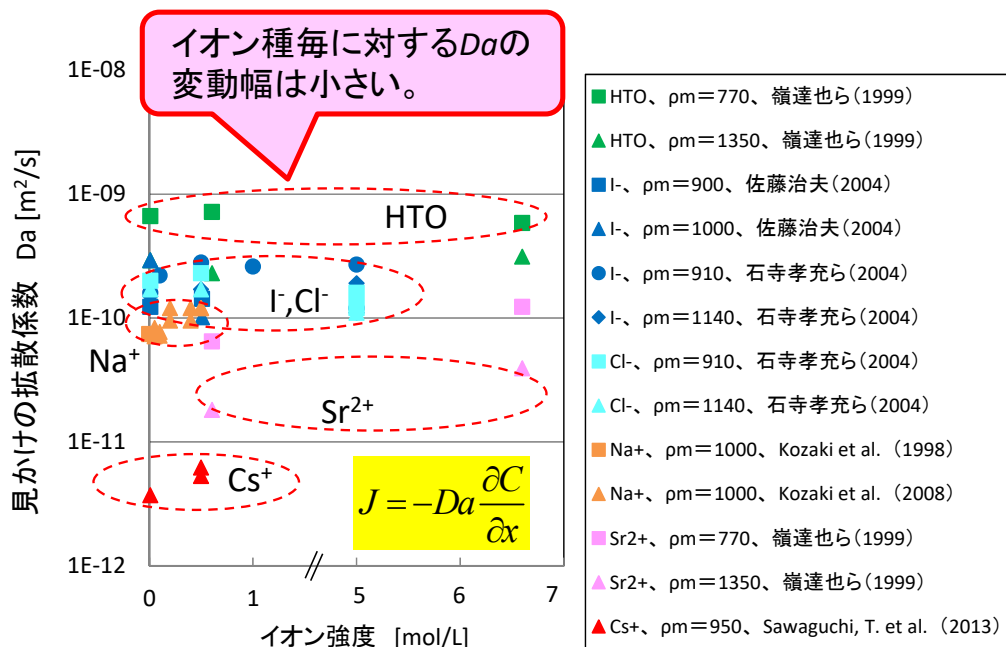 イオン種毎に対するDaの
変動幅は小さい。
見かけの拡散係数 Da [m²/s]
1E-08
1E-09
1E-10
1E-11
1E-12
HTO
I⁻,Cl⁻
Na⁺
Sr²⁺
Cs⁺
J = −Da ∂C/∂x
0 1 5 6 7
イオン強度 [mol/L]
HTO、ρm＝770、嶺達也ら(1999)
HTO、ρm＝1350、嶺達也ら(1999)
I-、ρm＝900、佐藤治夫(2004)
I-、ρm＝1000、佐藤治夫(2004)
I-、ρm＝910、石寺孝充ら(2004)
I-、ρm＝1140、石寺孝充ら(2004)
Cl-、ρm＝910、石寺孝充ら(2004)
Cl-、ρm＝1140、石寺孝充ら(2004)
Na+、ρm＝1000、Kozaki et al. (1998)
Na+、ρm＝1000、Kozaki et al. (2008)
Sr2+、ρm＝770、嶺達也ら(1999)
Sr2+、ρm＝1350、嶺達也ら(1999)
Cs+、ρm＝950、Sawaguchi, T. et al. (2013)